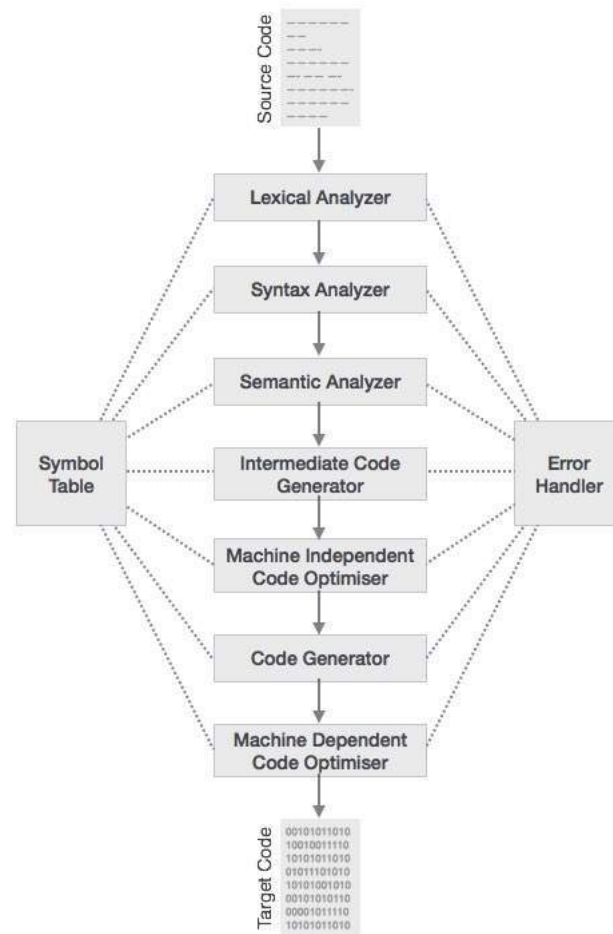 Source Code
Lexical Analyzer
Syntax Analyzer
Semantic Analyzer
Symbol
Table
Intermediate Code
Generator
Error
Handler
Machine Independent
Code Optimiser
Code Generator
Machine Dependent
Code Optimiser
Target Code
00101011010
10010011110
10101011010
01011101010
10101001010
00101010110
00001011110
10101011010